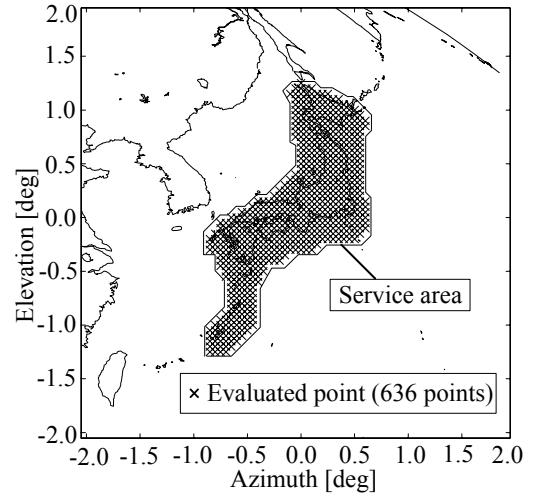 2.0
1.5
1.0
0.5
0.0
-0.5
-1.0
-1.5
-2.0
Elevation [deg]
Service area
× Evaluated point (636 points)
-2.0 -1.5 -1.0 -0.5 0.0 0.5 1.0 1.5 2.0
Azimuth [deg]